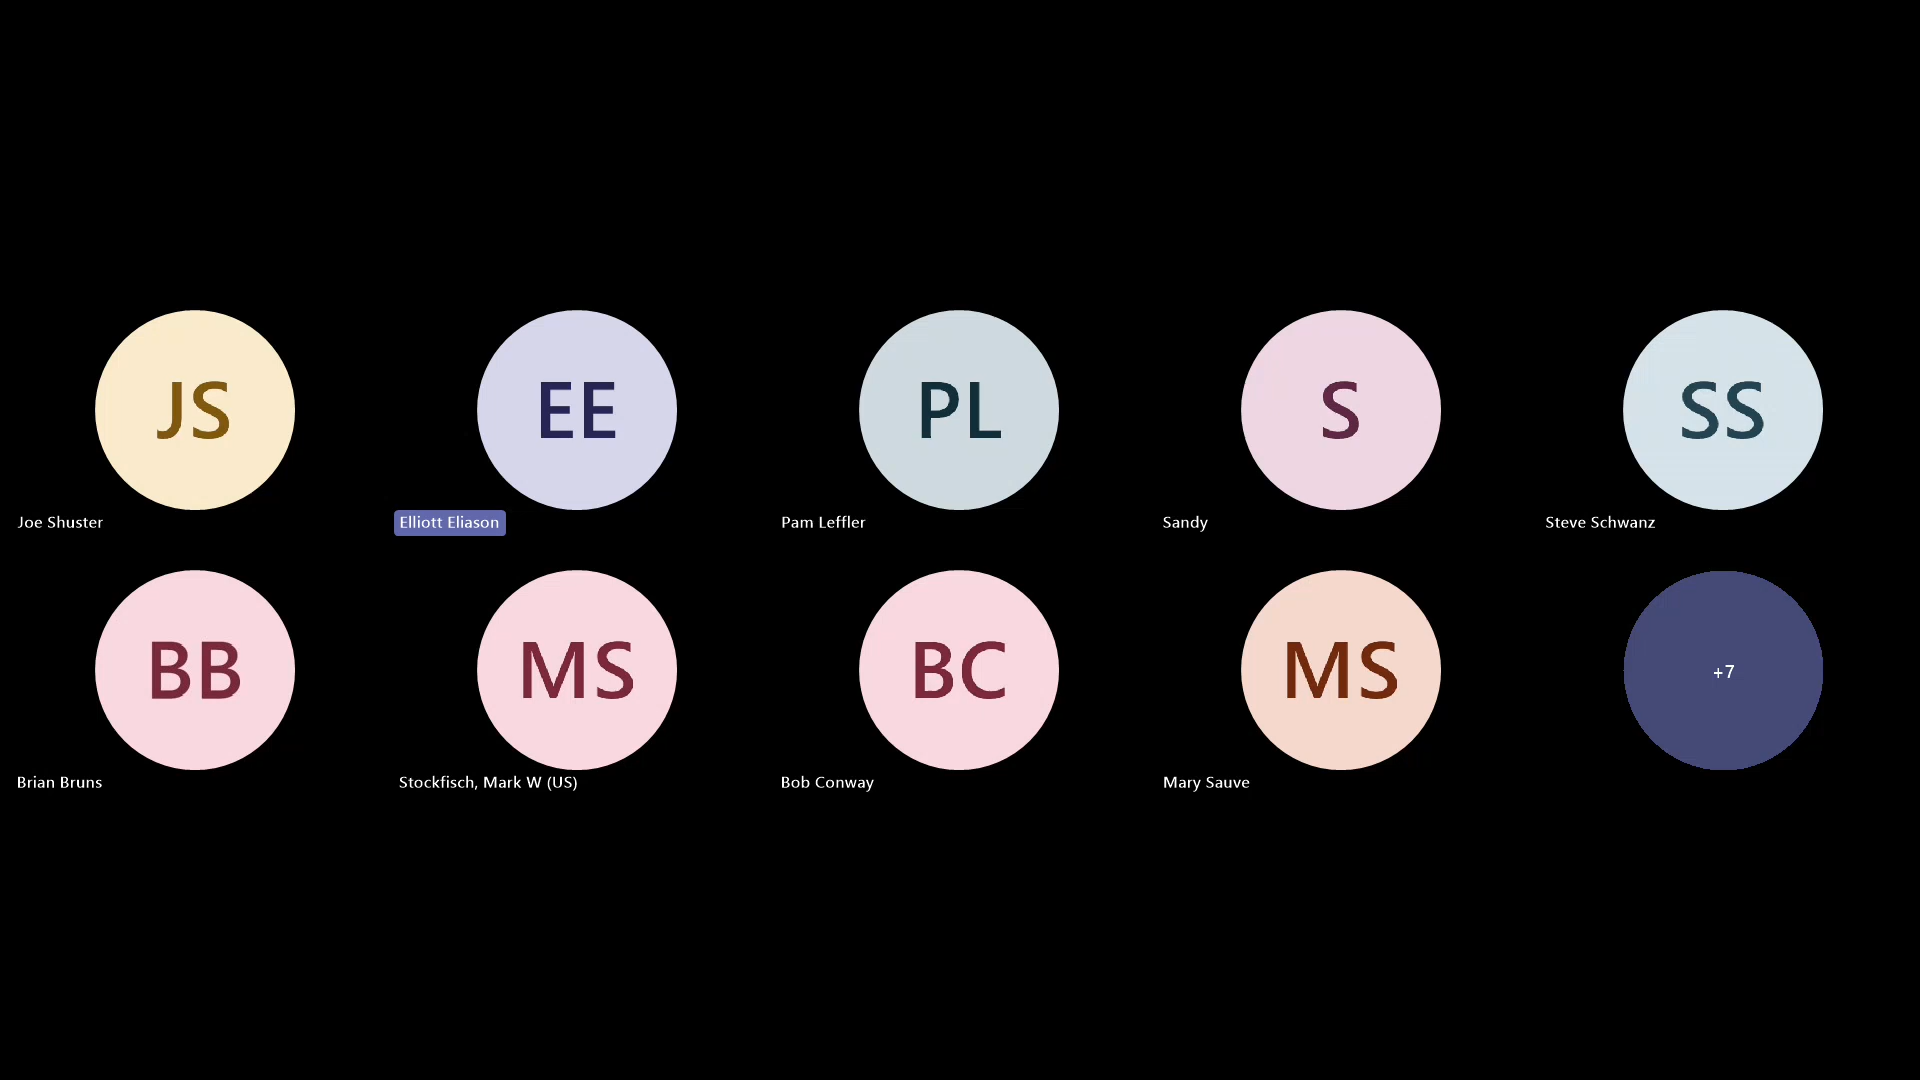 JS
EE
PL
S
SS
Joe Shuster
Elliott Eliason
Pam Leffler
Sandy
Steve Schwanz
BB
MS
BC
MS
+7
Brian Bruns
Stockfisch, Mark W (US)
Bob Conway
Mary Sauve